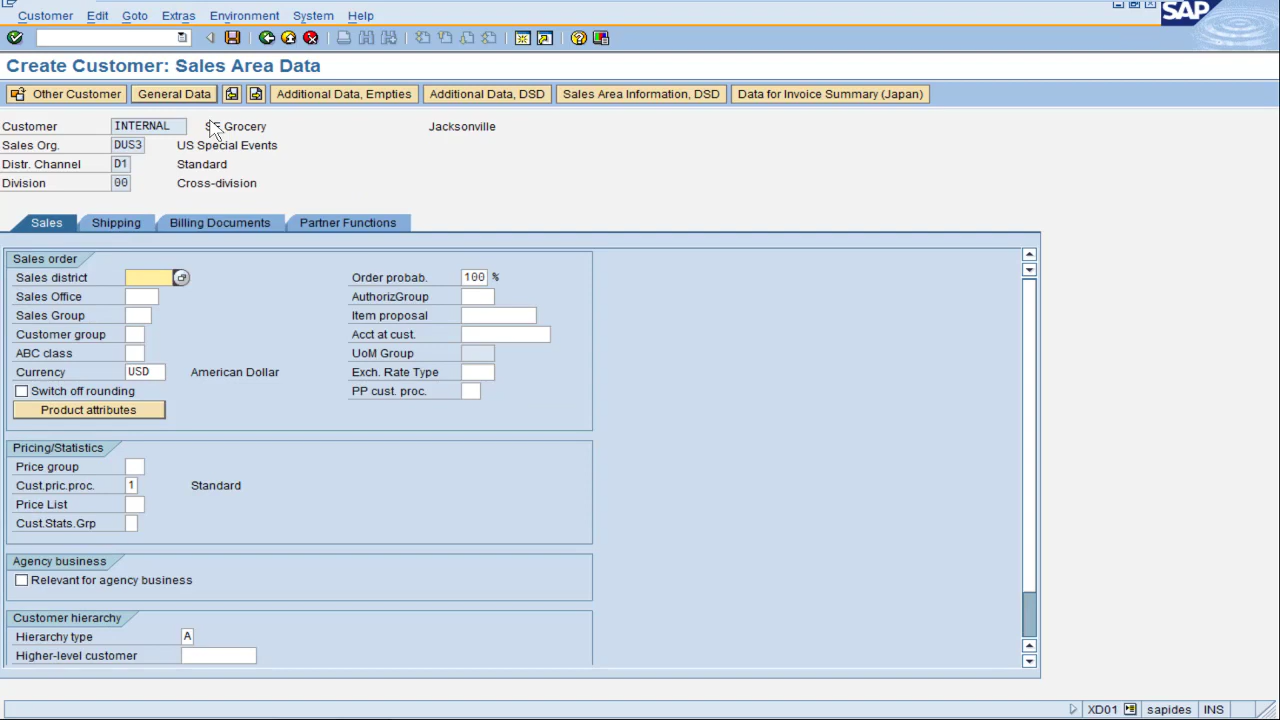 Customer Edit Goto Extras Environment System Help
SAP
Create Customer: Sales Area Data
Other Customer General Data Additional Data, Empties Additional Data, DSD Sales Area Information, DSD Data for Invoice Summary (Japan)
Customer INTERNAL Grocery Jacksonville
Sales Org. DUS3 US Special Events
Distr. Channel D1 Standard
Division 00 Cross-division
Sales Shipping Billing Documents Partner Functions
Sales order
Sales district Order probab. 100 %
Sales Office AuthorizGroup
Sales Group Item proposal
Customer group Acct at cust.
ABC class UoM Group
Currency USD American Dollar Exch. Rate Type
Switch off rounding PP cust. proc.
Product attributes
Pricing/Statistics
Price group
Cust.pric.proc. 1 Standard
Price List
Cust.Stats.Grp
Agency business
Relevant for agency business
Customer hierarchy
Hierarchy type A
Higher-level customer
XD01 sapides INS